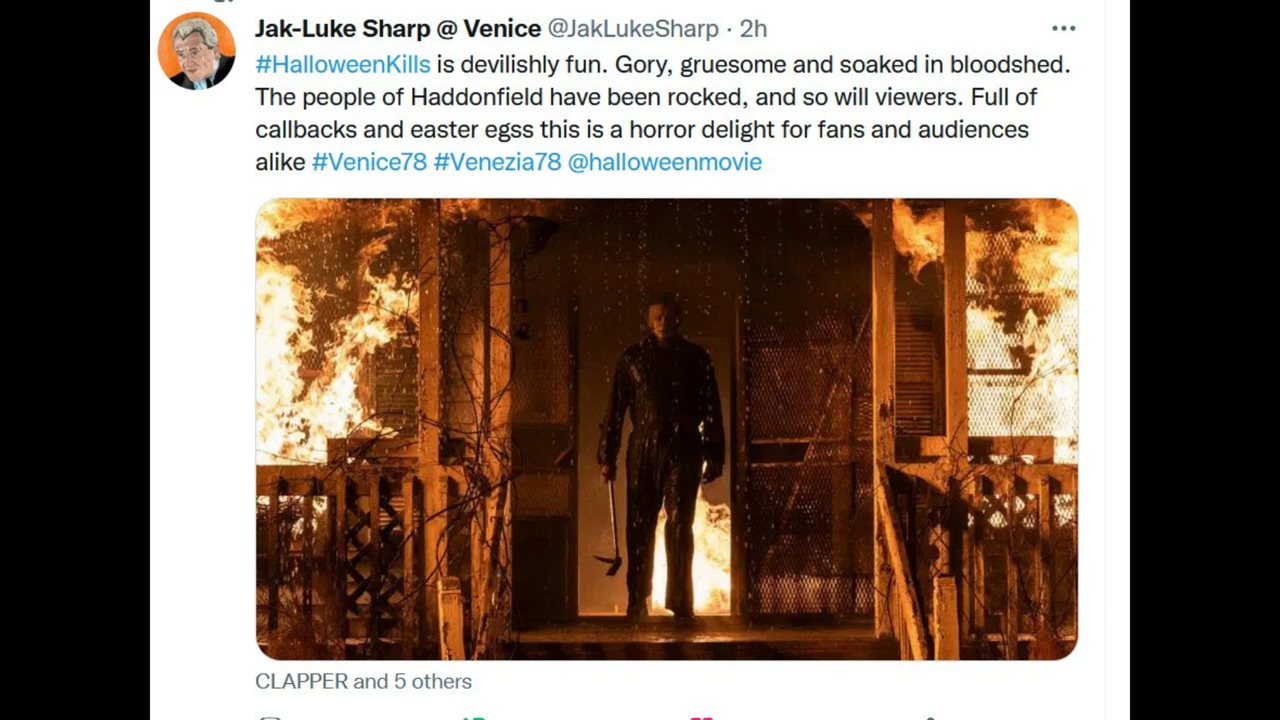 Jak-Luke Sharp @ Venice @JakLukeSharp · 2h
#HalloweenKills is devilishly fun. Gory, gruesome and soaked in bloodshed.
The people of Haddonfield have been rocked, and so will viewers. Full of
callbacks and easter egss this is a horror delight for fans and audiences
alike #Venice78 #Venezia78 @halloweenmovie
CLAPPER and 5 others